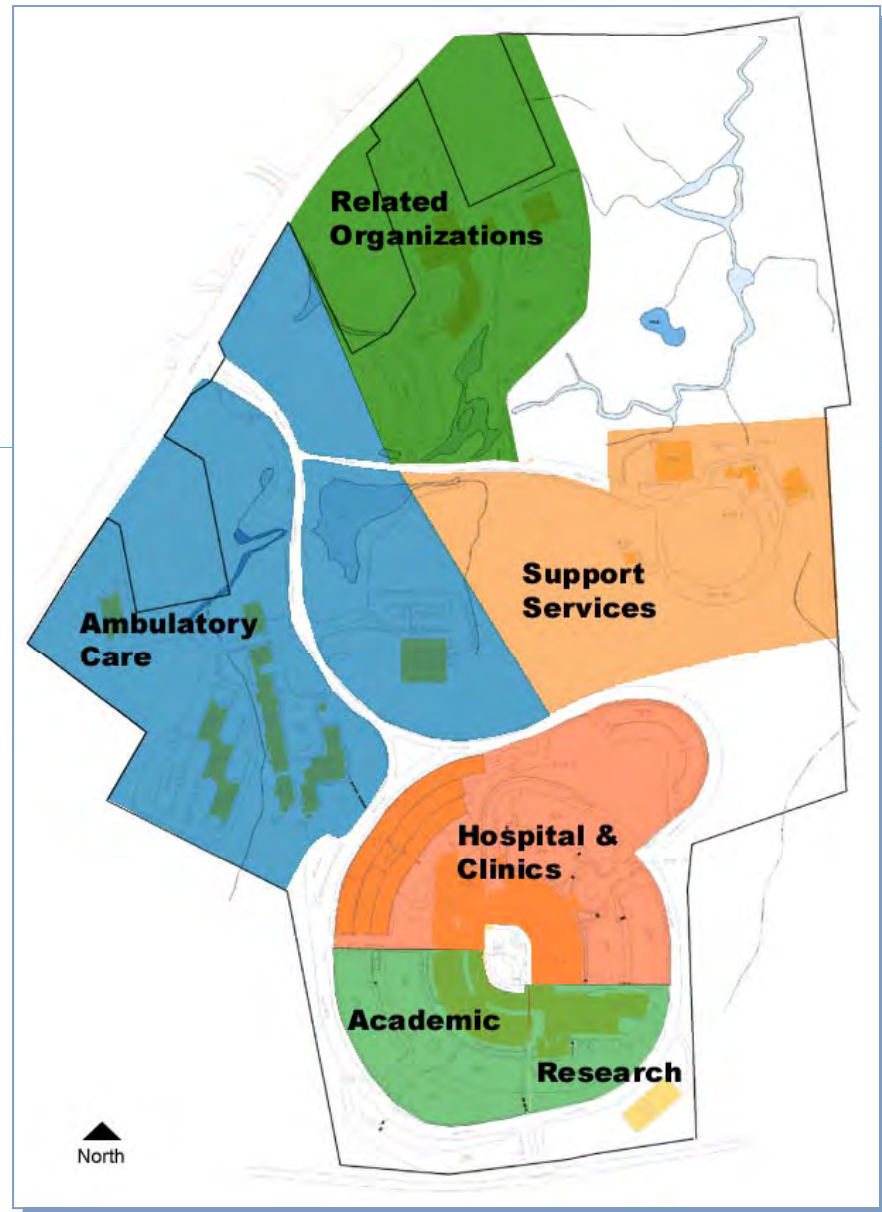 Related
Organizations
Support
Services
Ambulatory
Care
Hospital &
Clinics
Academic
Research
North